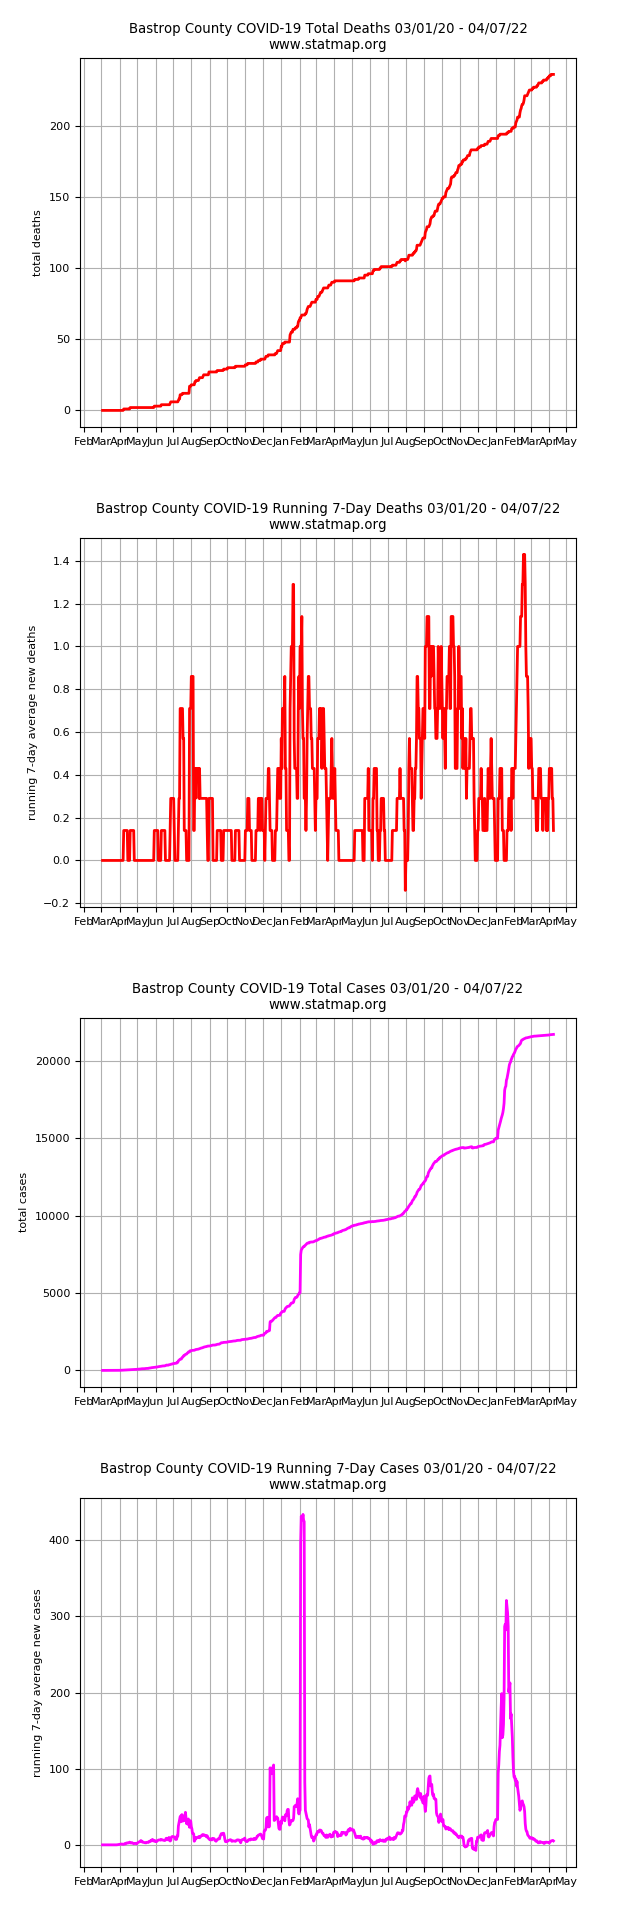 Bastrop County COVID-19 Total Deaths 03/01/20 - 04/07/22
www.statmap.org
200
150
100
50
0
total deaths
Feb Mar Apr May Jun Jul Aug Sep Oct Nov Dec Jan Feb Mar Apr May Jun Jul Aug Sep Oct Nov Dec Jan Feb Mar Apr May
Bastrop County COVID-19 Running 7-Day Deaths 03/01/20 - 04/07/22
www.statmap.org
1.4
1.2
1.0
0.8
0.6
0.4
0.2
0.0
−0.2
running 7-day average new deaths
Feb Mar Apr May Jun Jul Aug Sep Oct Nov Dec Jan Feb Mar Apr May Jun Jul Aug Sep Oct Nov Dec Jan Feb Mar Apr May
Bastrop County COVID-19 Total Cases 03/01/20 - 04/07/22
www.statmap.org
20000
15000
10000
5000
0
total cases
Feb Mar Apr May Jun Jul Aug Sep Oct Nov Dec Jan Feb Mar Apr May Jun Jul Aug Sep Oct Nov Dec Jan Feb Mar Apr May
Bastrop County COVID-19 Running 7-Day Cases 03/01/20 - 04/07/22
www.statmap.org
400
300
200
100
0
running 7-day average new cases
Feb Mar Apr May Jun Jul Aug Sep Oct Nov Dec Jan Feb Mar Apr May Jun Jul Aug Sep Oct Nov Dec Jan Feb Mar Apr May